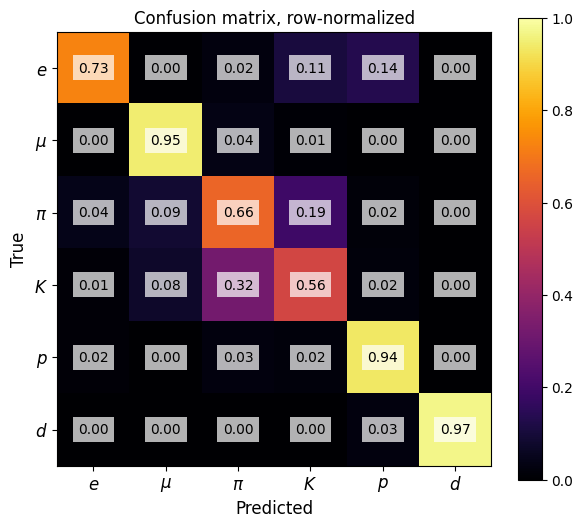 Confusion matrix, row-normalized
True
e 0.73 0.00 0.02 0.11 0.14 0.00
μ 0.00 0.95 0.04 0.01 0.00 0.00
π 0.04 0.09 0.66 0.19 0.02 0.00
K 0.01 0.08 0.32 0.56 0.02 0.00
p 0.02 0.00 0.03 0.02 0.94 0.00
d 0.00 0.00 0.00 0.00 0.03 0.97
e μ π K p d
Predicted
1.0
0.8
0.6
0.4
0.2
0.0